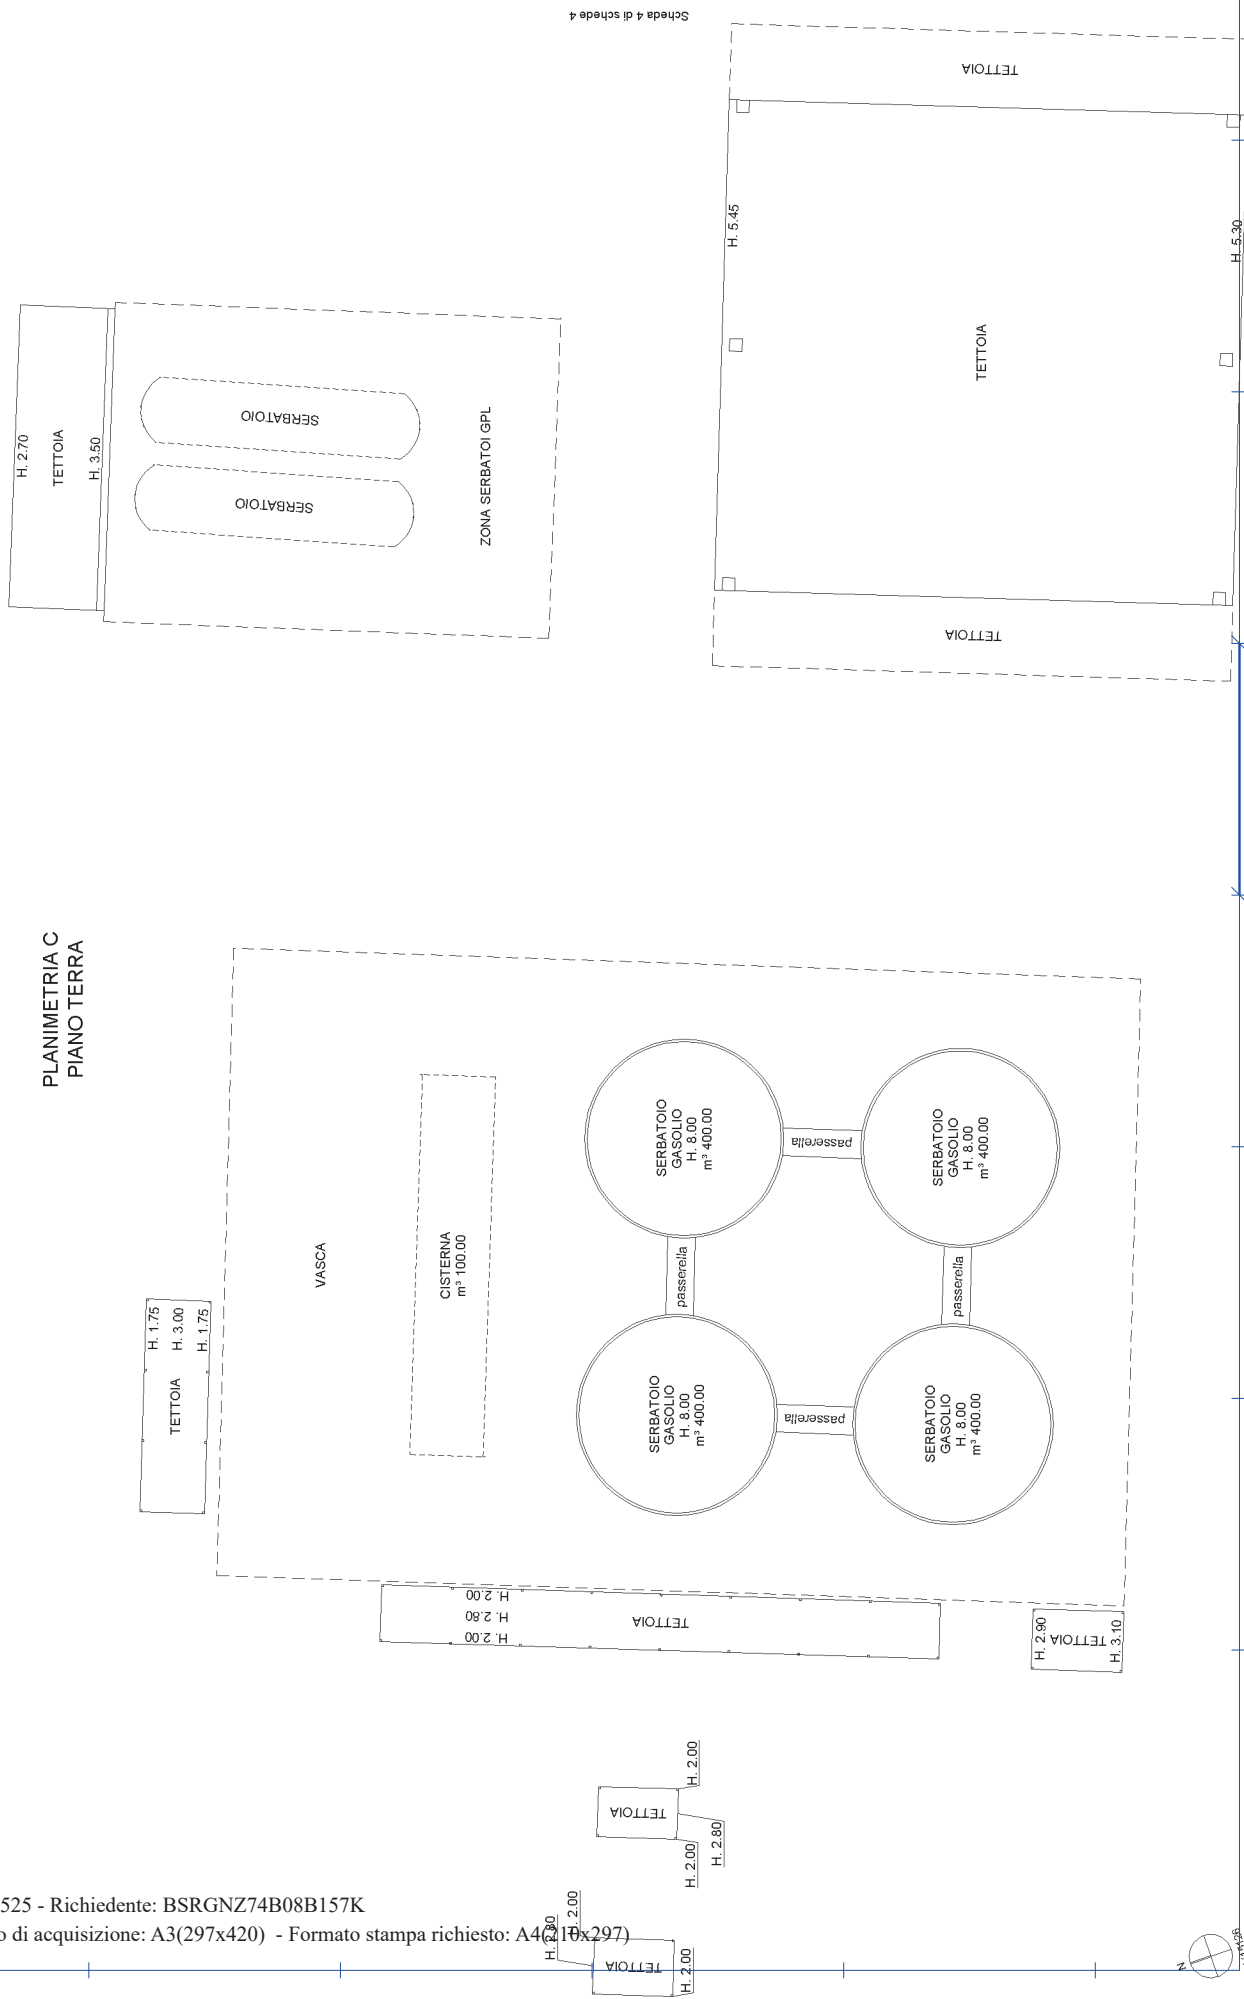 Scheda 4 di schede 4
TETTOIA
H. 5.45
H. 5.30
TETTOIA
TETTOIA
H. 2.70
TETTOIA
H. 3.50
SERBATOIO
SERBATOIO
ZONA SERBATOI GPL
PLANIMETRIA C
PIANO TERRA
VASCA
CISTERNA
m³ 100.00
SERBATOIO
GASOLIO
H. 8.00
m³ 400.00
passerella
SERBATOIO
GASOLIO
H. 8.00
m³ 400.00
passerella
passerella
SERBATOIO
GASOLIO
H. 8.00
m³ 400.00
passerella
SERBATOIO
GASOLIO
H. 8.00
m³ 400.00
H. 1.75
H. 3.00
H. 1.75
TETTOIA
H. 2.00
H. 2.80
H. 2.00
TETTOIA
H. 2.90
TETTOIA
H. 3.10
H. 2.00
TETTOIA
H. 2.00
H. 2.80
525 - Richiedente: BSRGNZ74B08B157K
o di acquisizione: A3(297x420) - Formato stampa richiesto: A4(210x297)
H. 2.80
H. 2.00
TETTOIA
H. 2.00
N